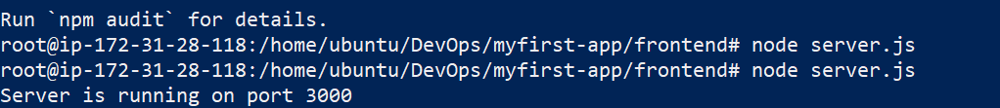 Run `npm audit` for details.
root@ip-172-31-28-118:/home/ubuntu/DevOps/myfirst-app/frontend# node server.js
root@ip-172-31-28-118:/home/ubuntu/DevOps/myfirst-app/frontend# node server.js
Server is running on port 3000